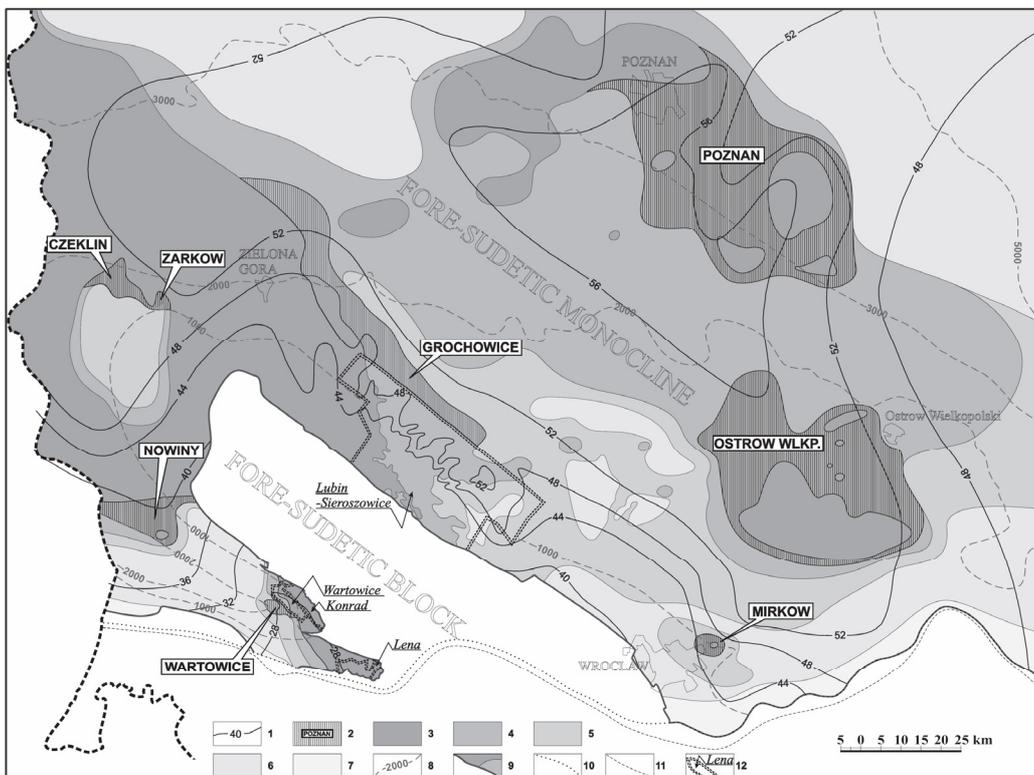 52
52
POZNAN
3000
56
POZNAN
48
FORE-SUDETIC MONOCLINE
CZEKLIN
ZARKOW
ZIELONA
GORA
52
2000
5000
56
2000
3000
1000
48
52
GROCHOWICE
44
48
44
Ostrow Wielkopolski
OSTROW WLKP.
NOWINY
40
52
48
48
FORE-SUDETIC BLOCK
Lubin
-Sieroszowice
52
44
1000
1000
2000
2000
36
40
32
1000
Wartowice
Konrad
28
28
MIRKOW
52
Lena
WARTOWICE
WROCLAW
48
44
40 1
POZNAN 2
3
4
5
5 0 5 10 15 20 25 km
6
7
2000 8
9
10
11
Lena 12